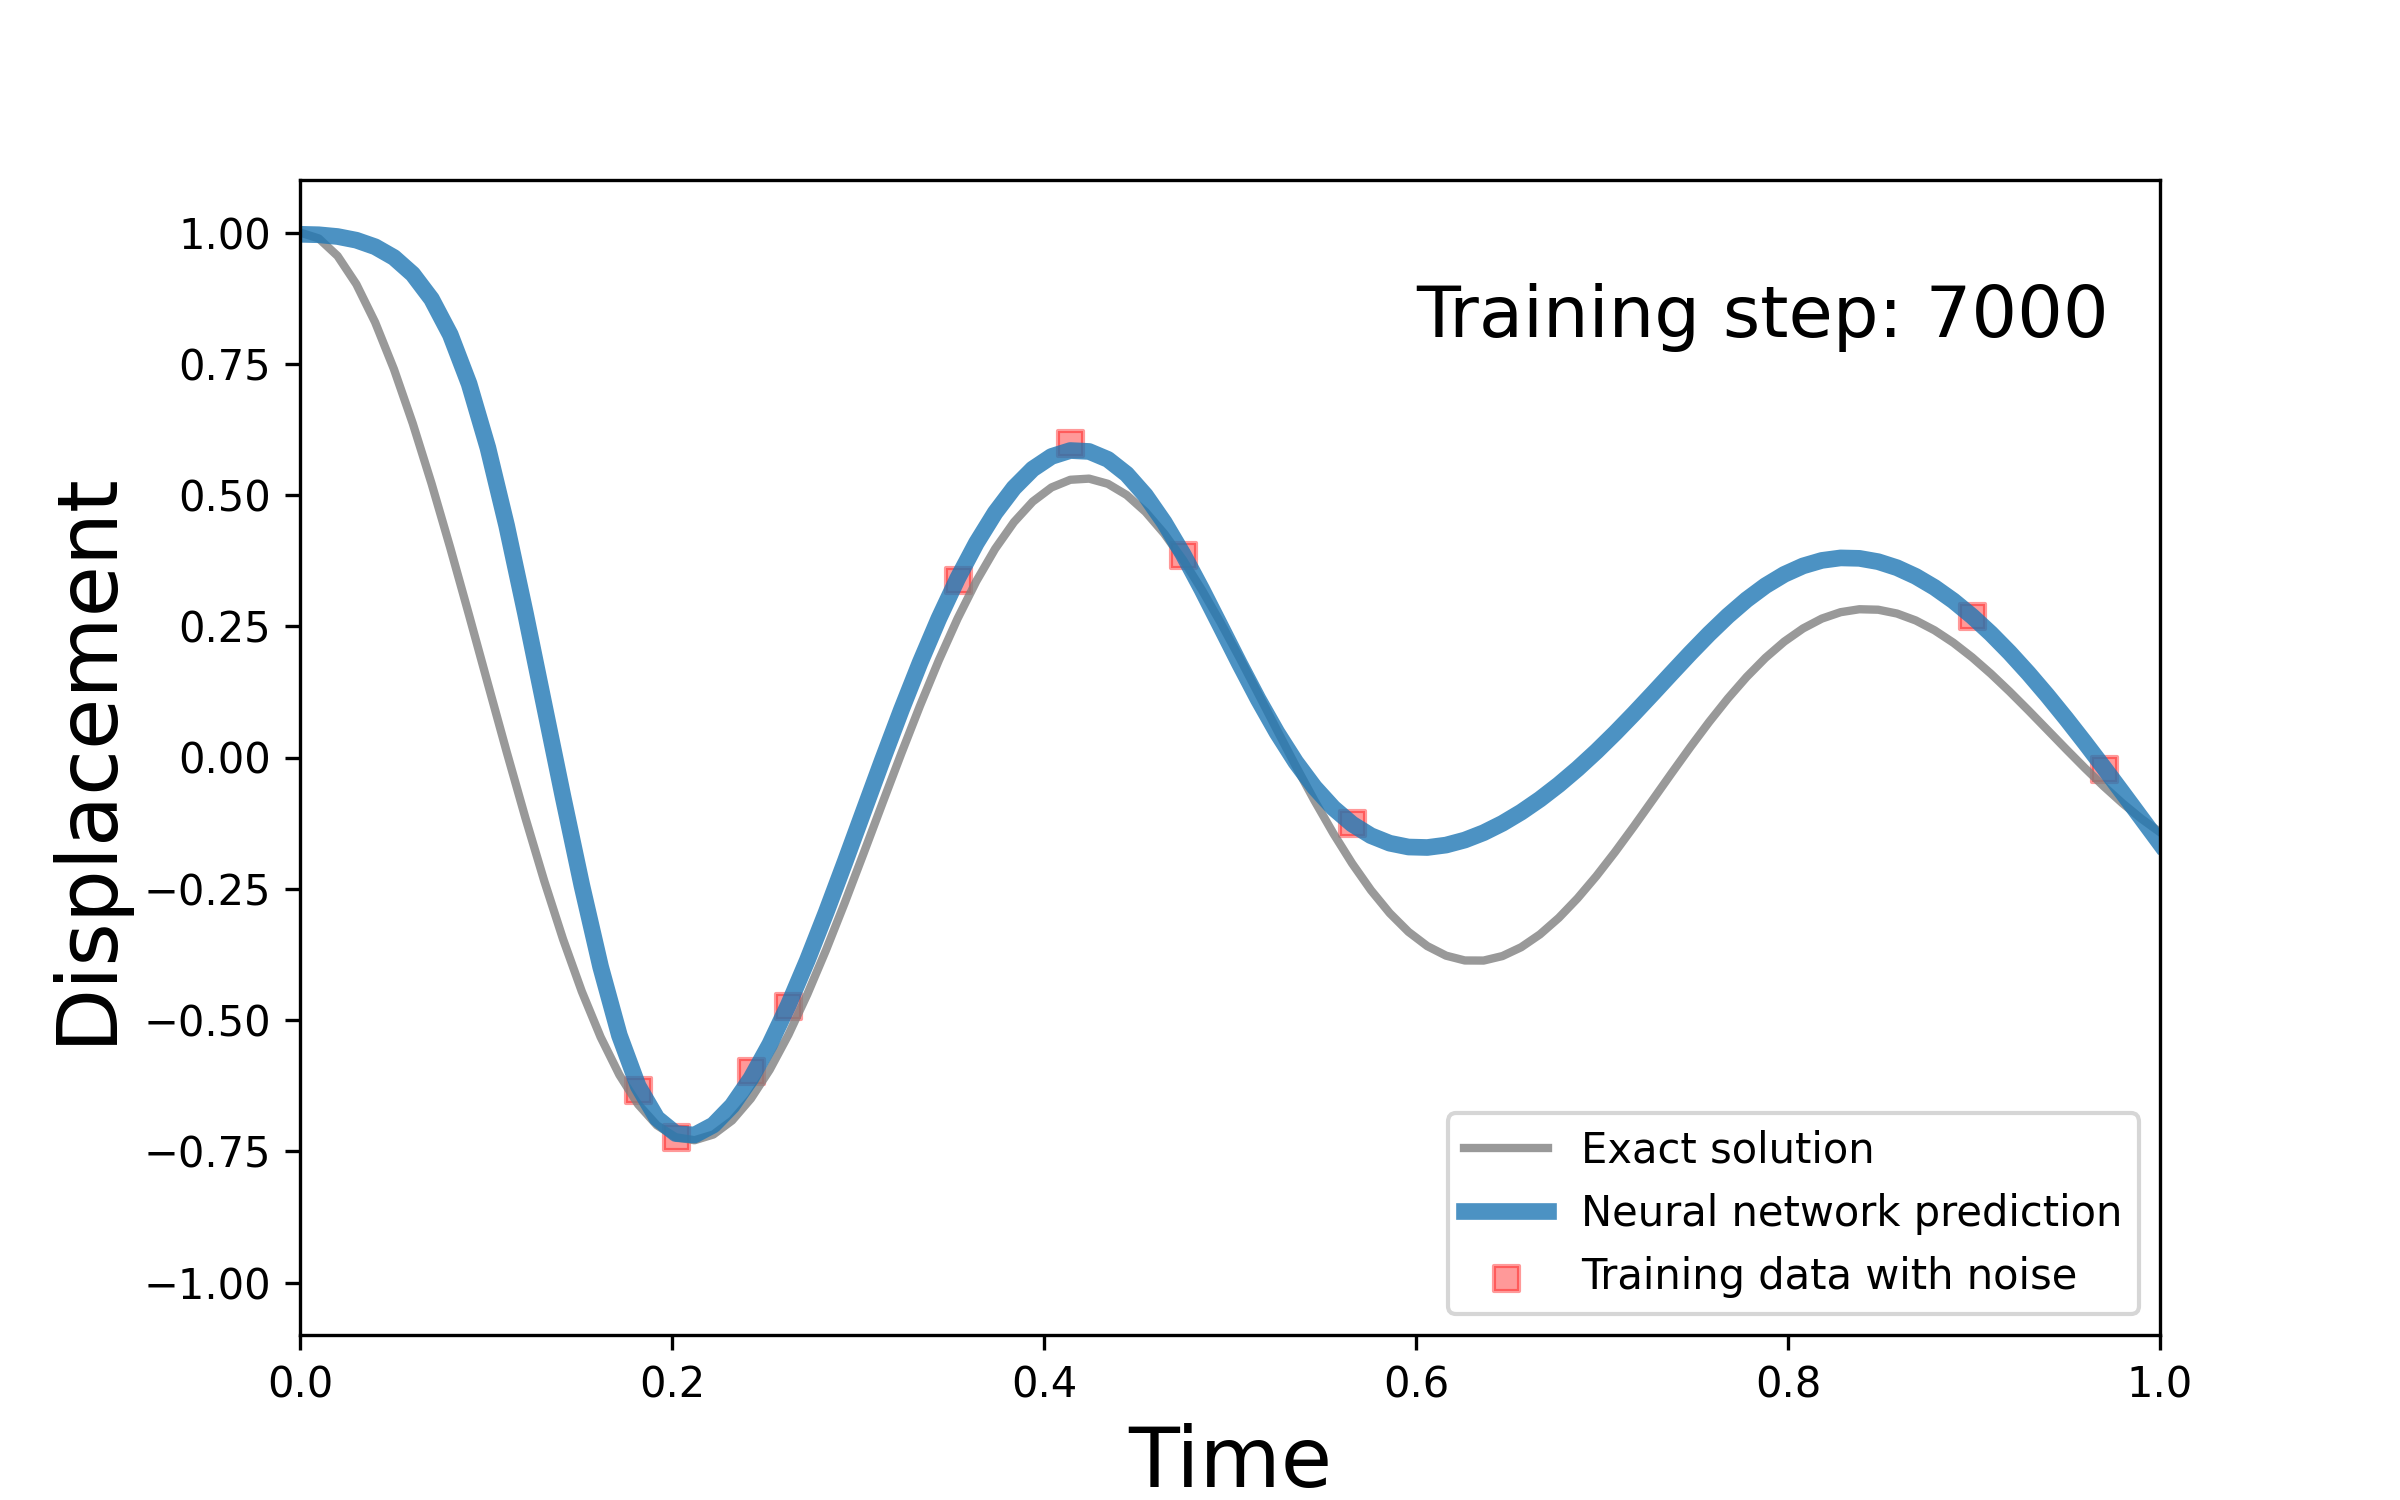 Training step: 7000
Displacement
1.00
0.75
0.50
0.25
0.00
−0.25
−0.50
−0.75
−1.00
Exact solution
Neural network prediction
Training data with noise
0.0 0.2 0.4 0.6 0.8 1.0
Time